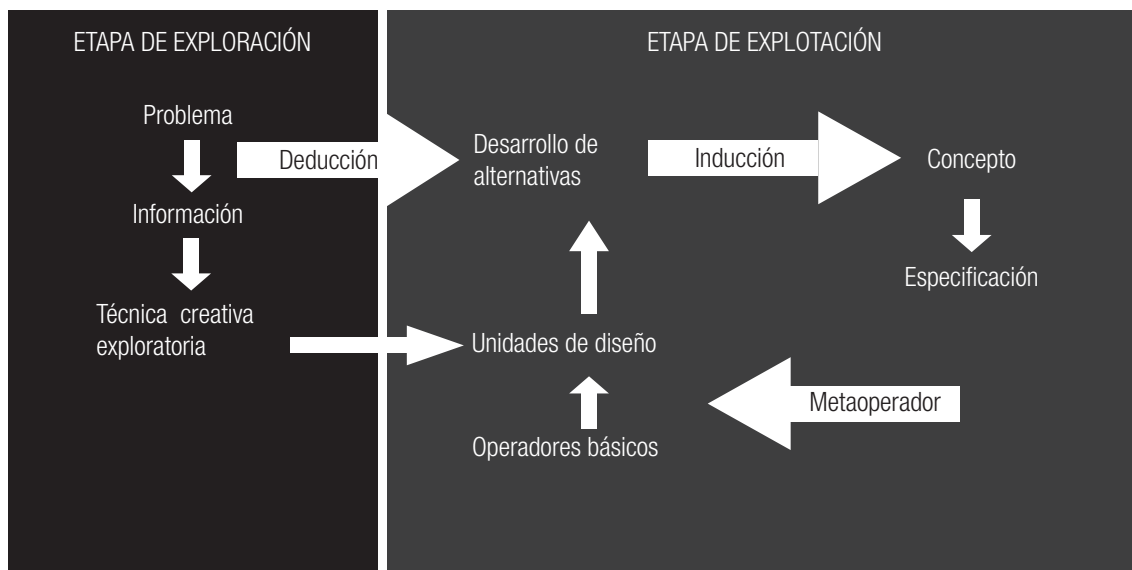 ETAPA DE EXPLORACIÓN
Problema
Información
Técnica creativa
exploratoria
Deducción
ETAPA DE EXPLOTACIÓN
Desarrollo de
alternativas
Inducción
Concepto
Especificación
Unidades de diseño
Metaoperador
Operadores básicos